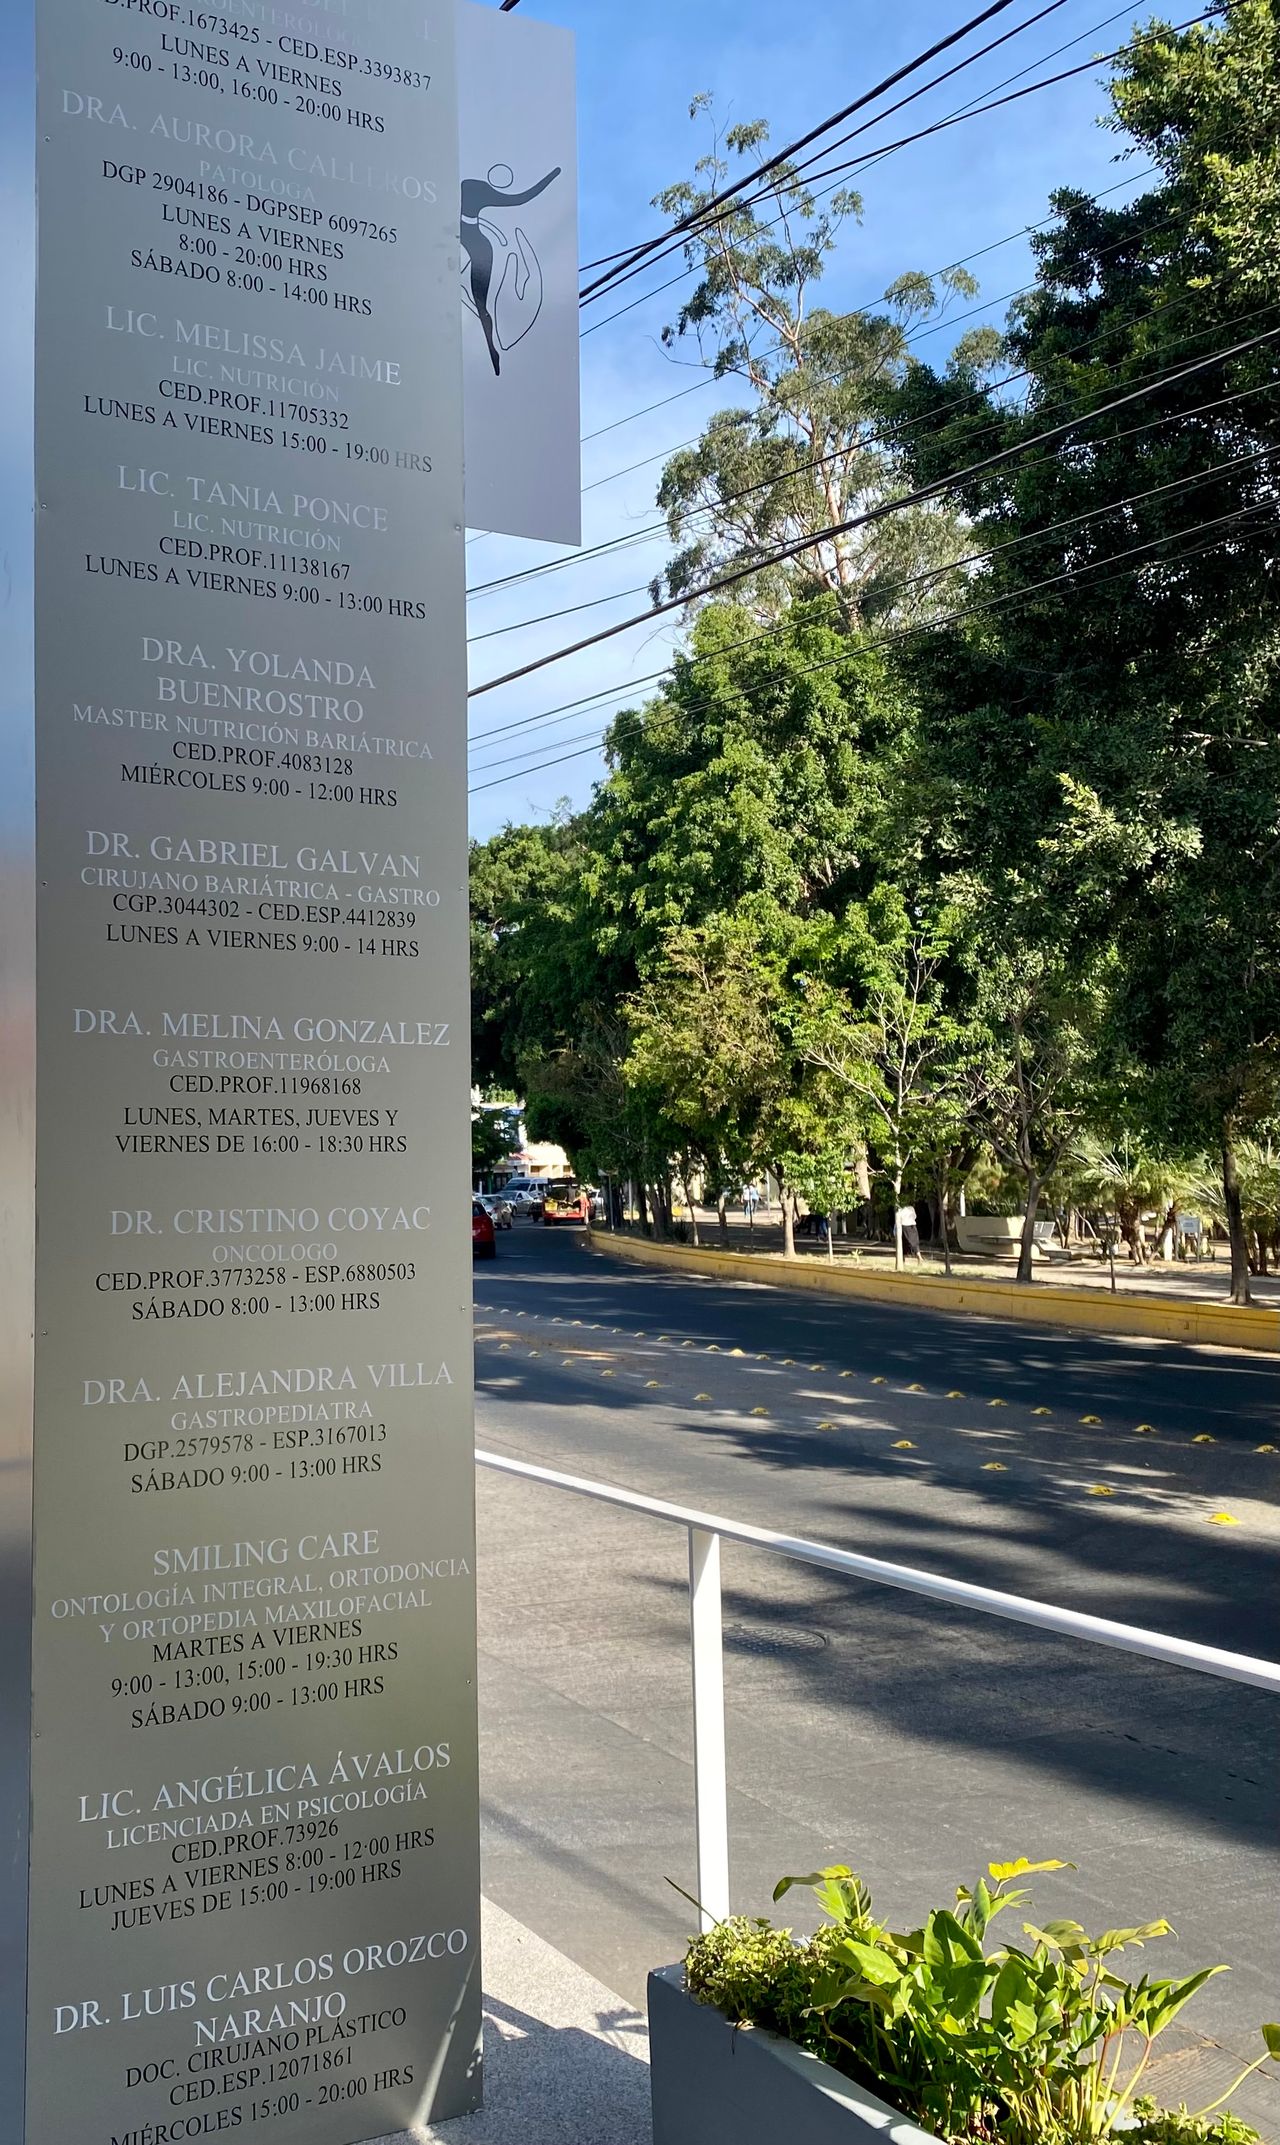 CED.PROF.1673425 - CED.ESP.3393837
LUNES A VIERNES
9:00 - 13:00, 16:00 - 20:00 HRS
DRA. AURORA CALLEROS
PATOLOGA
DGP 2904186 - DGPSEP 6097265
LUNES A VIERNES
8:00 - 20:00 HRS
SÁBADO 8:00 - 14:00 HRS
LIC. MELISSA JAIME
LIC. NUTRICIÓN
CED.PROF.11705332
LUNES A VIERNES 15:00 - 19:00 HRS
LIC. TANIA PONCE
LIC. NUTRICIÓN
CED.PROF.11138167
LUNES A VIERNES 9:00 - 13:00 HRS
DRA. YOLANDA
BUENROSTRO
MASTER NUTRICIÓN BARIÁTRICA
CED.PROF.4083128
MIÉRCOLES 9:00 - 12:00 HRS
DR. GABRIEL GALVAN
CIRUJANO BARIÁTRICA - GASTRO
CGP.3044302 - CED.ESP.4412839
LUNES A VIERNES 9:00 - 14 HRS
DRA. MELINA GONZALEZ
GASTROENTERÓLOGA
CED.PROF.11968168
LUNES, MARTES, JUEVES Y
VIERNES DE 16:00 - 18:30 HRS
DR. CRISTINO COYAC
ONCOLOGO
CED.PROF.3773258 - ESP.6880503
SÁBADO 8:00 - 13:00 HRS
DRA. ALEJANDRA VILLA
GASTROPEDIATRA
DGP.2579578 - ESP.3167013
SÁBADO 9:00 - 13:00 HRS
SMILING CARE
ONTOLOGÍA INTEGRAL, ORTODONCIA
Y ORTOPEDIA MAXILOFACIAL
MARTES A VIERNES
9:00 - 13:00, 15:00 - 19:30 HRS
SÁBADO 9:00 - 13:00 HRS
LIC. ANGÉLICA ÁVALOS
LICENCIADA EN PSICOLOGÍA
CED.PROF.73926
LUNES A VIERNES 8:00 - 12:00 HRS
JUEVES DE 15:00 - 19:00 HRS
DR. LUIS CARLOS OROZCO
NARANJO
DOC. CIRUJANO PLÁSTICO
CED.ESP.12071861
MIÉRCOLES 15:00 - 20:00 HRS